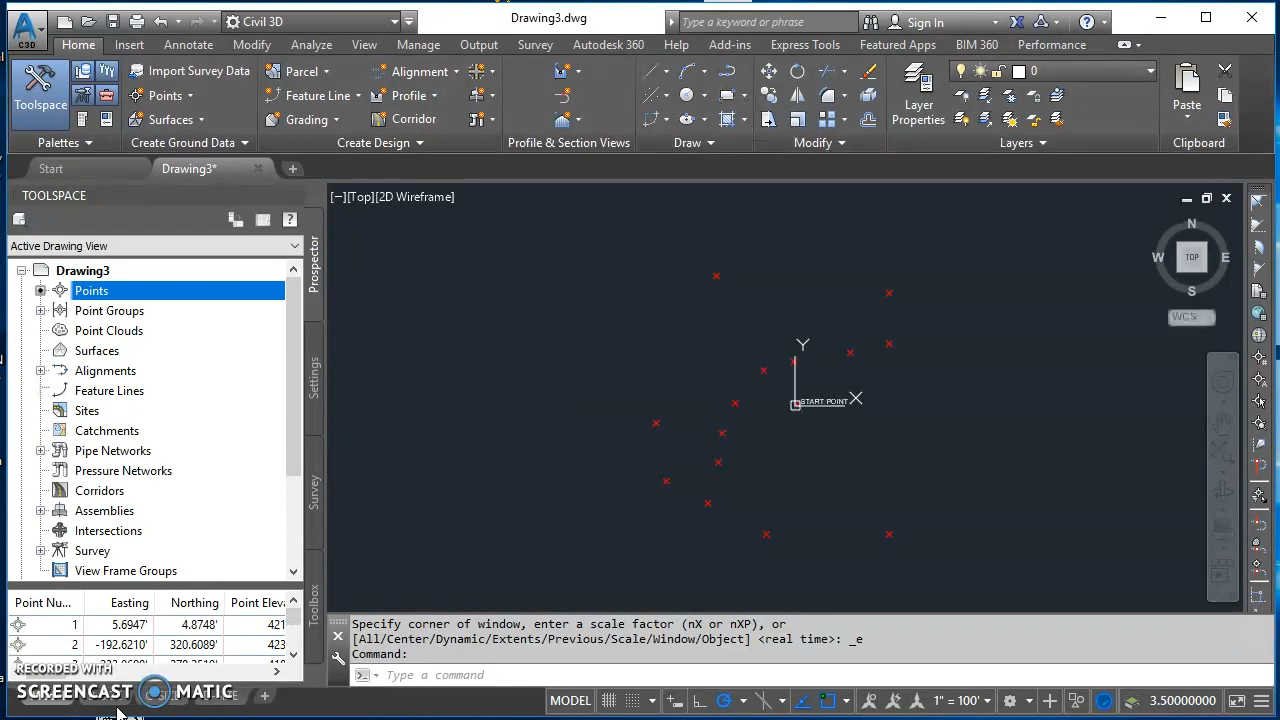 Civil 3D
Drawing3.dwg
Type a keyword or phrase
Sign In
C3D
Home Insert Annotate Modify Analyze View Manage Output Survey Autodesk 360 Help Add-ins Express Tools Featured Apps BIM 360 Performance
Toolspace
Import Survey Data
Points
Surfaces
Parcel
Feature Line
Grading
Alignment
Profile
Corridor
Layer Properties
0
Paste
Palettes
Create Ground Data
Create Design
Profile & Section Views
Draw
Modify
Layers
Clipboard
Start
Drawing3*
TOOLSPACE
Active Drawing View
Drawing3
Points
Point Groups
Point Clouds
Surfaces
Alignments
Feature Lines
Sites
Catchments
Pipe Networks
Pressure Networks
Corridors
Assemblies
Intersections
Survey
View Frame Groups
Prospector
Settings
Survey
Toolbox
Point Nu... Easting Northing Point Eleva
1 5.6947' 4.8748' 421
2 -192.6210' 320.6089' 423
[−][Top][2D Wireframe]
N
W TOP E
S
WCS
Y
START POINT X
Specify corner of window, enter a scale factor (nX or nXP), or
[All/Center/Dynamic/Extents/Previous/Scale/Window/Object] <real time>: _e
Command:
Type a command
RECORDED WITH
SCREENCAST MATIC
MODEL
1" = 100'
3.50000000